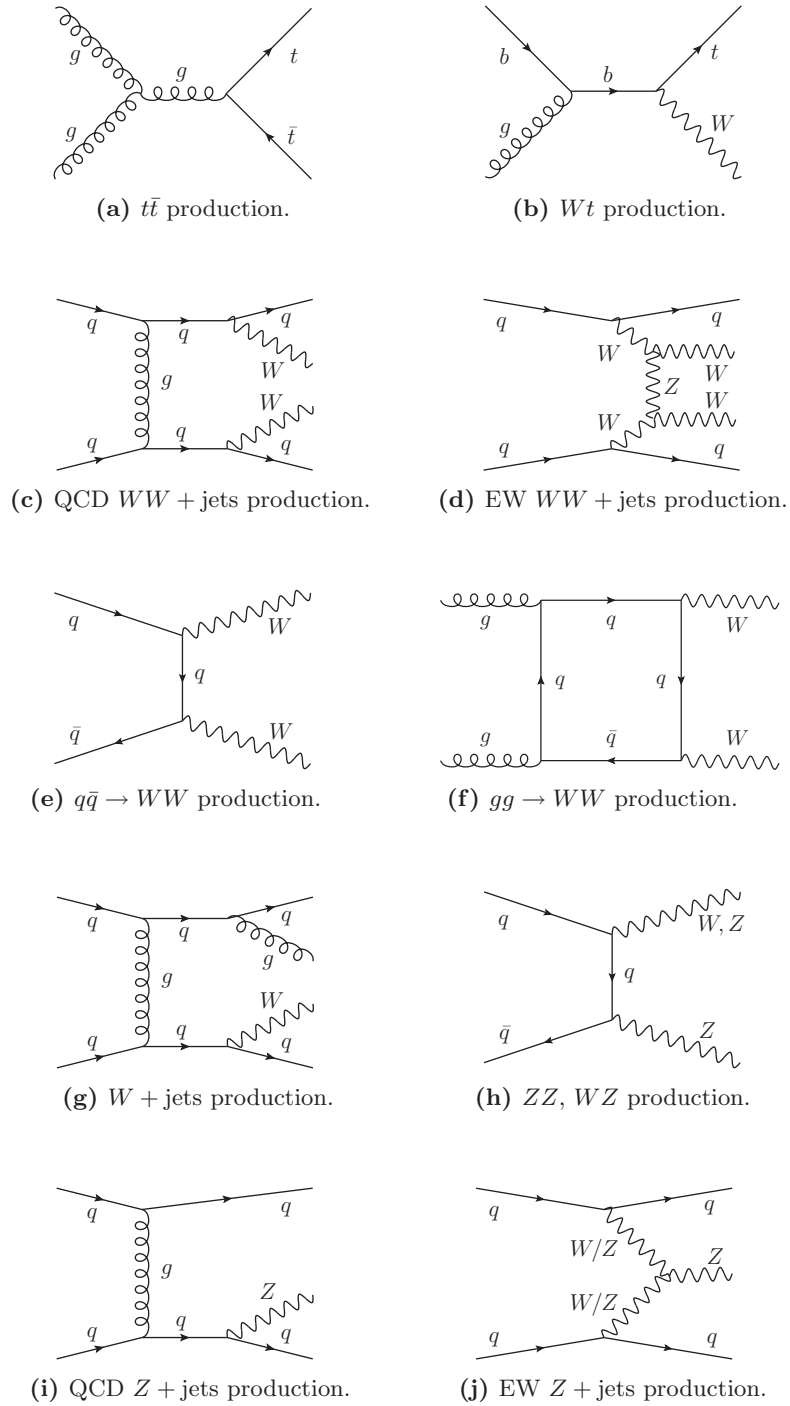 g
g
g
t
t̄
(a) tt̄ production.
b
g
b
t
W
(b) Wt production.
q
q
q
W
g
W
q
q
q
(c) QCD WW + jets production.
q
q
W
W
Z
W
W
q
q
(d) EW WW + jets production.
q
W
q
q̄
W
(e) qq̄ → WW production.
g
q
W
q
q
g
q̄
W
(f) gg → WW production.
q
q
q
g
g
W
q
q
q
(g) W + jets production.
q
W, Z
q
q̄
Z
(h) ZZ, WZ production.
q
q
g
Z
q
q
q
(i) QCD Z + jets production.
q
q
W/Z
Z
W/Z
q
q
(j) EW Z + jets production.